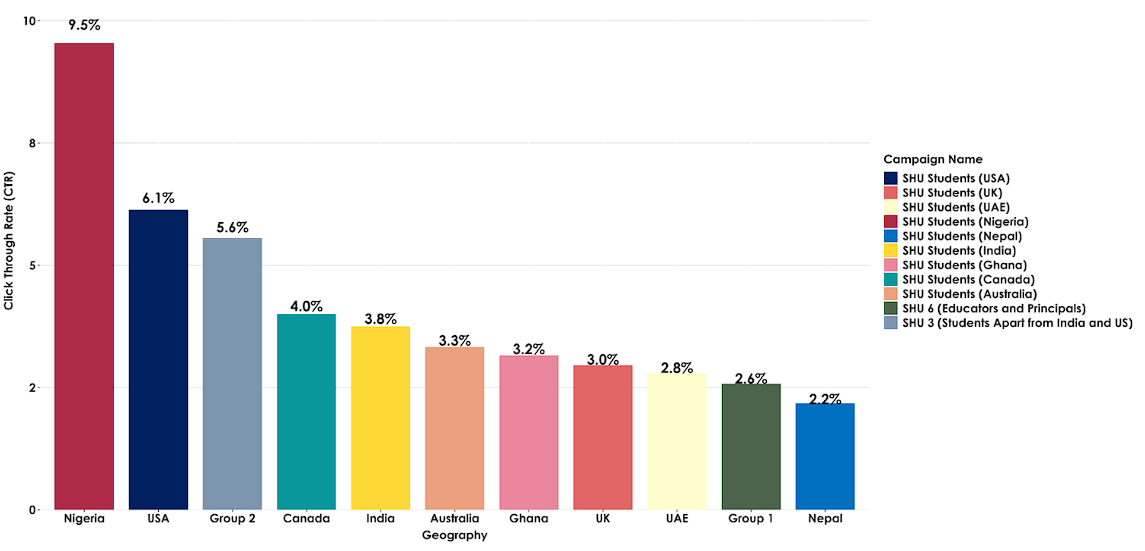 Click Through Rate (CTR)
10
8
5
2
0
9.5%
6.1%
5.6%
4.0%
3.8%
3.3%
3.2%
3.0%
2.8%
2.6%
2.2%
Nigeria
USA
Group 2
Canada
India
Australia
Ghana
UK
UAE
Group 1
Nepal
Geography
Campaign Name
SHU Students (USA)
SHU Students (UK)
SHU Students (UAE)
SHU Students (Nigeria)
SHU Students (Nepal)
SHU Students (India)
SHU Students (Ghana)
SHU Students (Canada)
SHU Students (Australia)
SHU 6 (Educators and Principals)
SHU 3 (Students Apart from India and US)